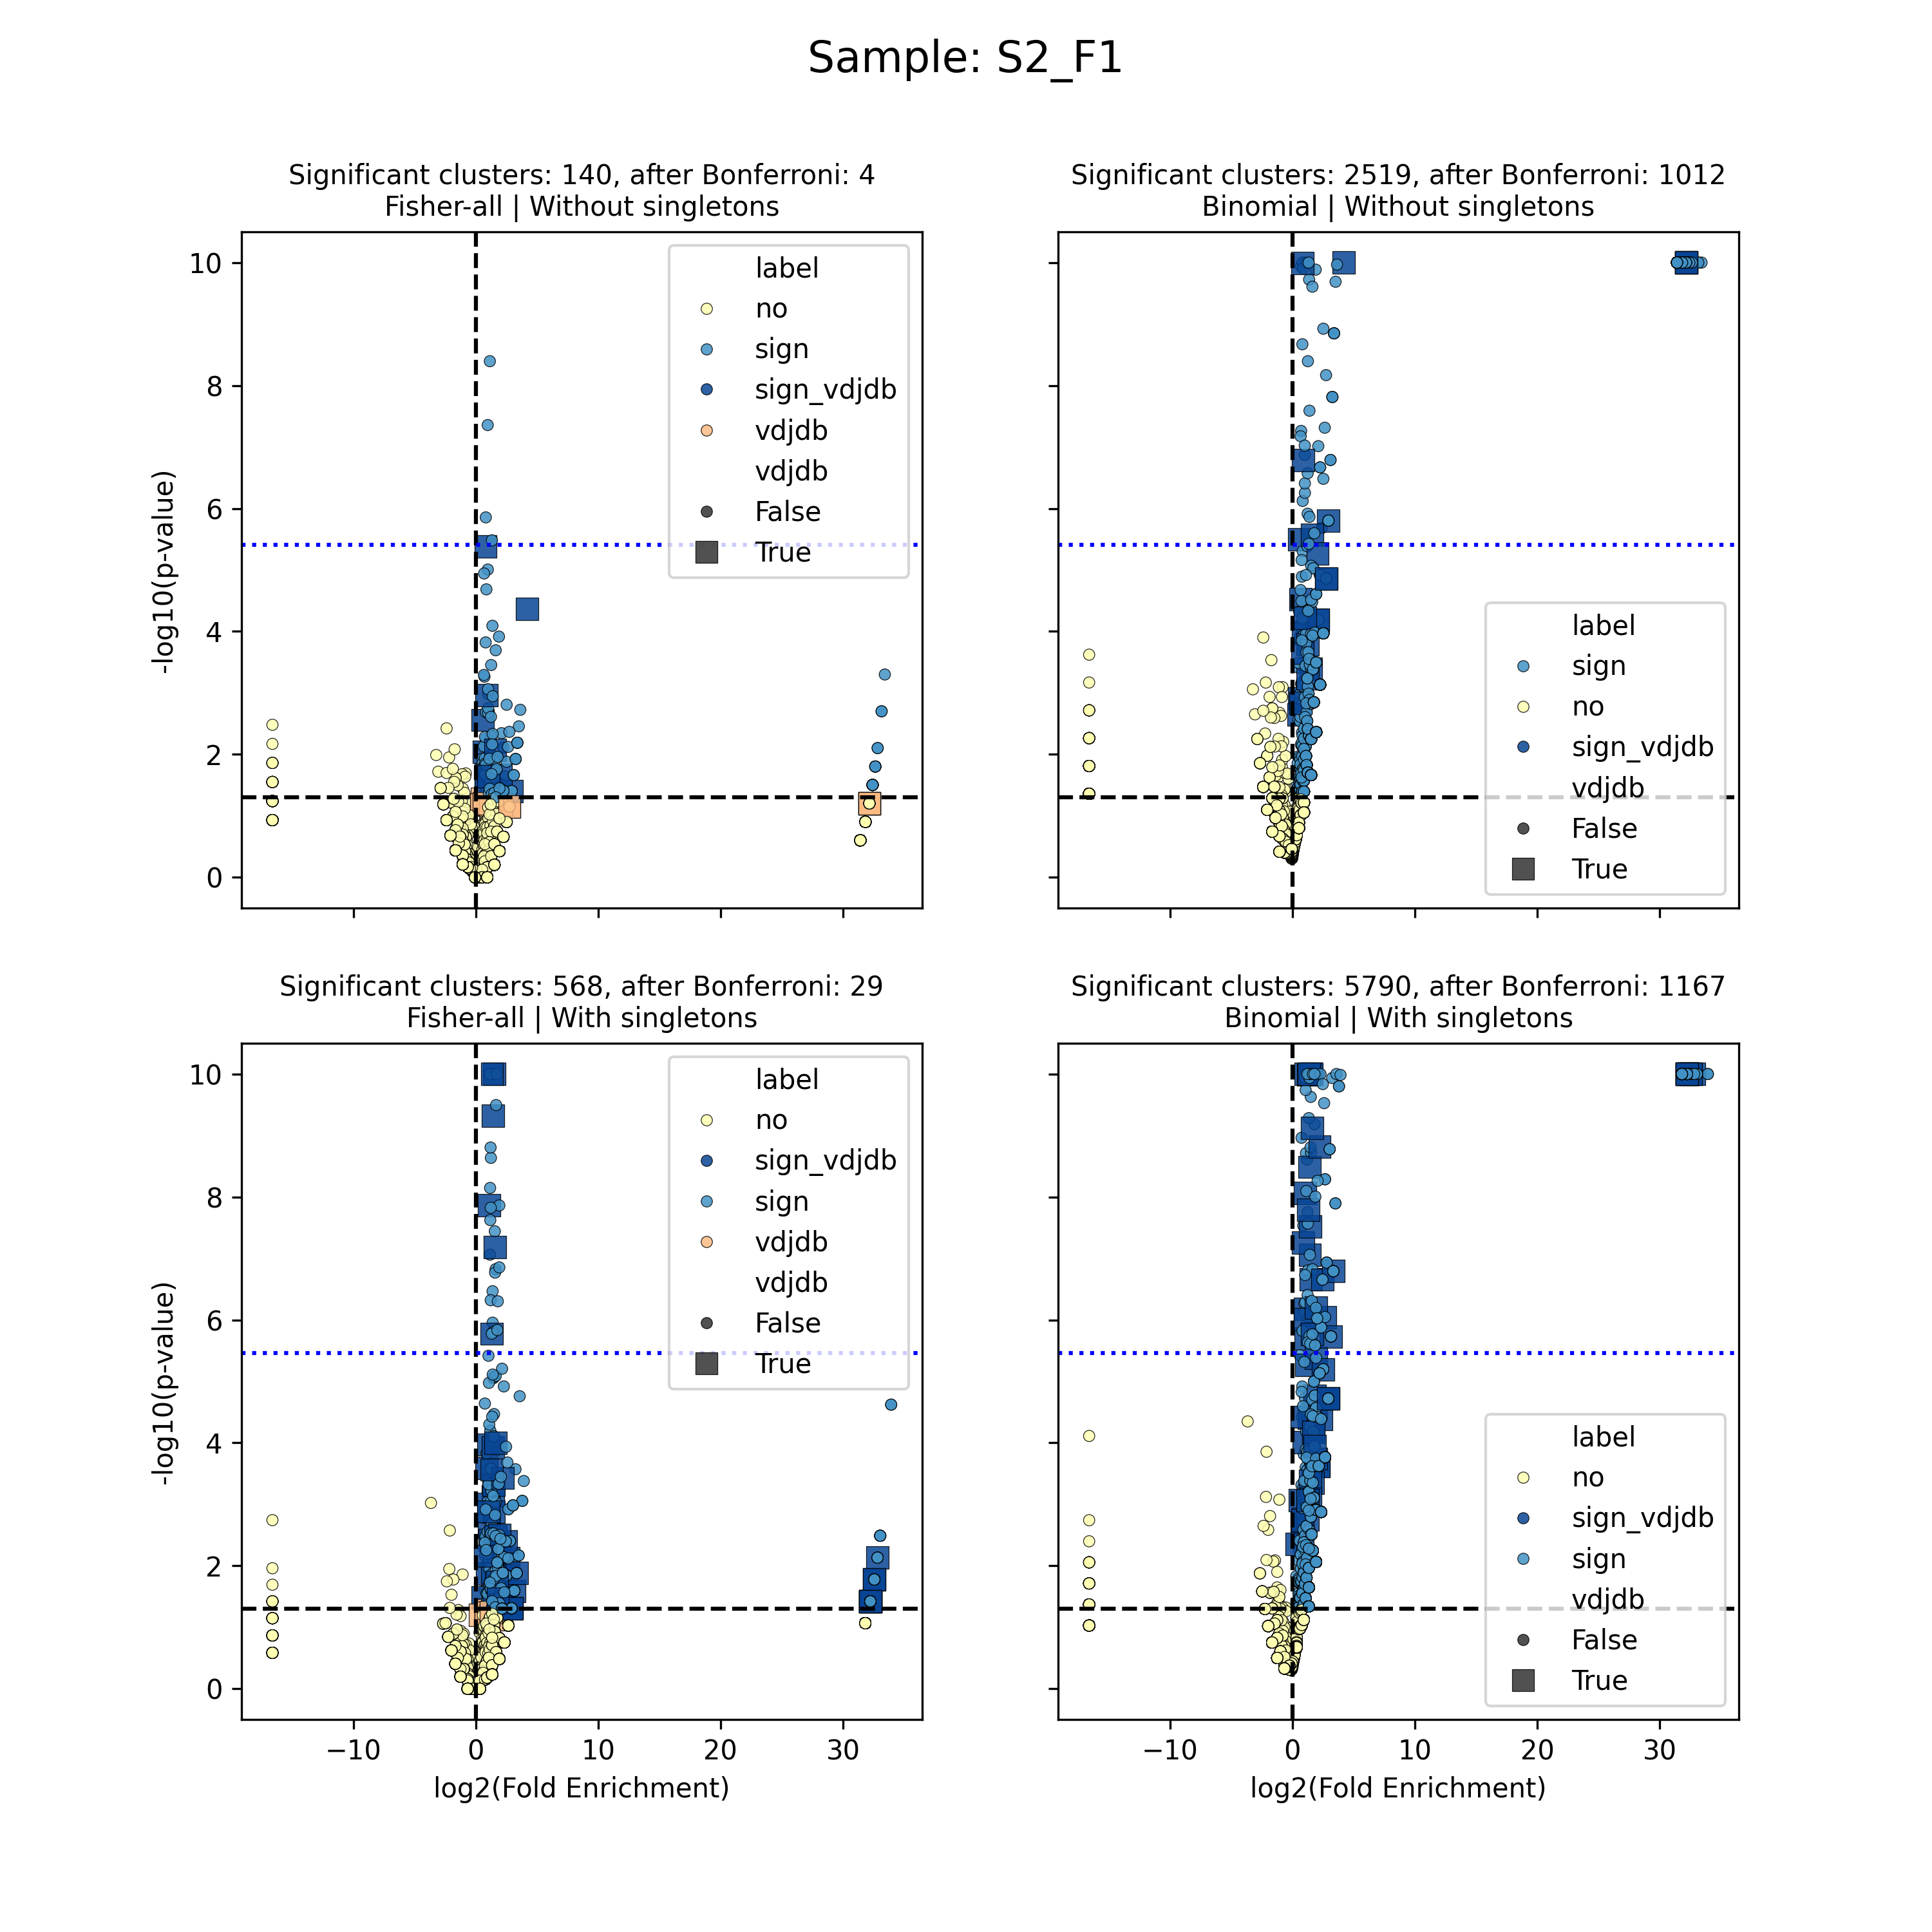 Sample: S2_F1
Significant clusters: 140, after Bonferroni: 4
Fisher-all | Without singletons
10
8
6
4
2
0
-log10(p-value)
label
no
sign
sign_vdjdb
vdjdb
vdjdb
False
True
Significant clusters: 2519, after Bonferroni: 1012
Binomial | Without singletons
label
sign
no
sign_vdjdb
vdjdb
False
True
Significant clusters: 568, after Bonferroni: 29
Fisher-all | With singletons
10
8
6
4
2
0
-log10(p-value)
label
no
sign_vdjdb
sign
vdjdb
vdjdb
False
True
−10
0
10
20
30
log2(Fold Enrichment)
Significant clusters: 5790, after Bonferroni: 1167
Binomial | With singletons
label
no
sign_vdjdb
sign
vdjdb
False
True
−10
0
10
20
30
log2(Fold Enrichment)